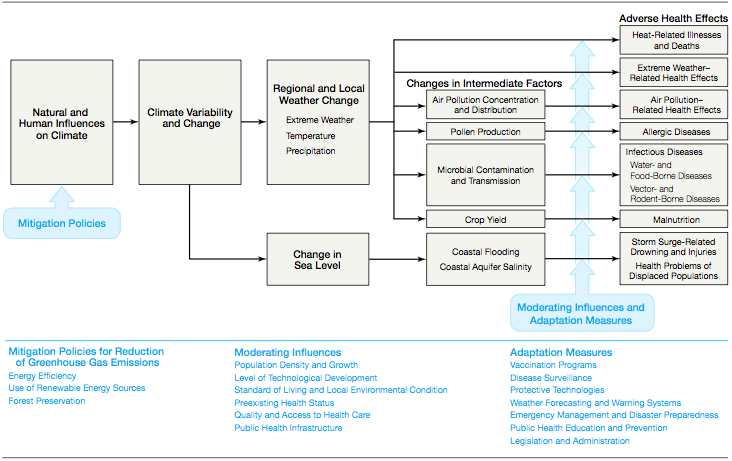 Adverse Health Effects
Heat-Related Illnesses
and Deaths
Extreme Weather–
Related Health Effects
Changes in Intermediate Factors
Regional and Local
Weather Change
Extreme Weather
Temperature
Precipitation
Natural and
Human Influences
on Climate
Climate Variability
and Change
Air Pollution Concentration
and Distribution
Air Pollution–
Related Health Effects
Pollen Production
Allergic Diseases
Microbial Contamination
and Transmission
Infectious Diseases
Water- and
Food-Borne Diseases
Vector- and
Rodent-Borne Diseases
Mitigation Policies
Crop Yield
Malnutrition
Change in
Sea Level
Coastal Flooding
Coastal Aquifer Salinity
Storm Surge-Related
Drowning and Injuries
Health Problems of
Displaced Populations
Moderating Influences and
Adaptation Measures
Mitigation Policies for Reduction
of Greenhouse Gas Emissions
Energy Efficiency
Use of Renewable Energy Sources
Forest Preservation
Moderating Influences
Population Density and Growth
Level of Technological Development
Standard of Living and Local Environmental Condition
Preexisting Health Status
Quality and Access to Health Care
Public Health Infrastructure
Adaptation Measures
Vaccination Programs
Disease Surveillance
Protective Technologies
Weather Forecasting and Warning Systems
Emergency Management and Disaster Preparedness
Public Health Education and Prevention
Legislation and Administration